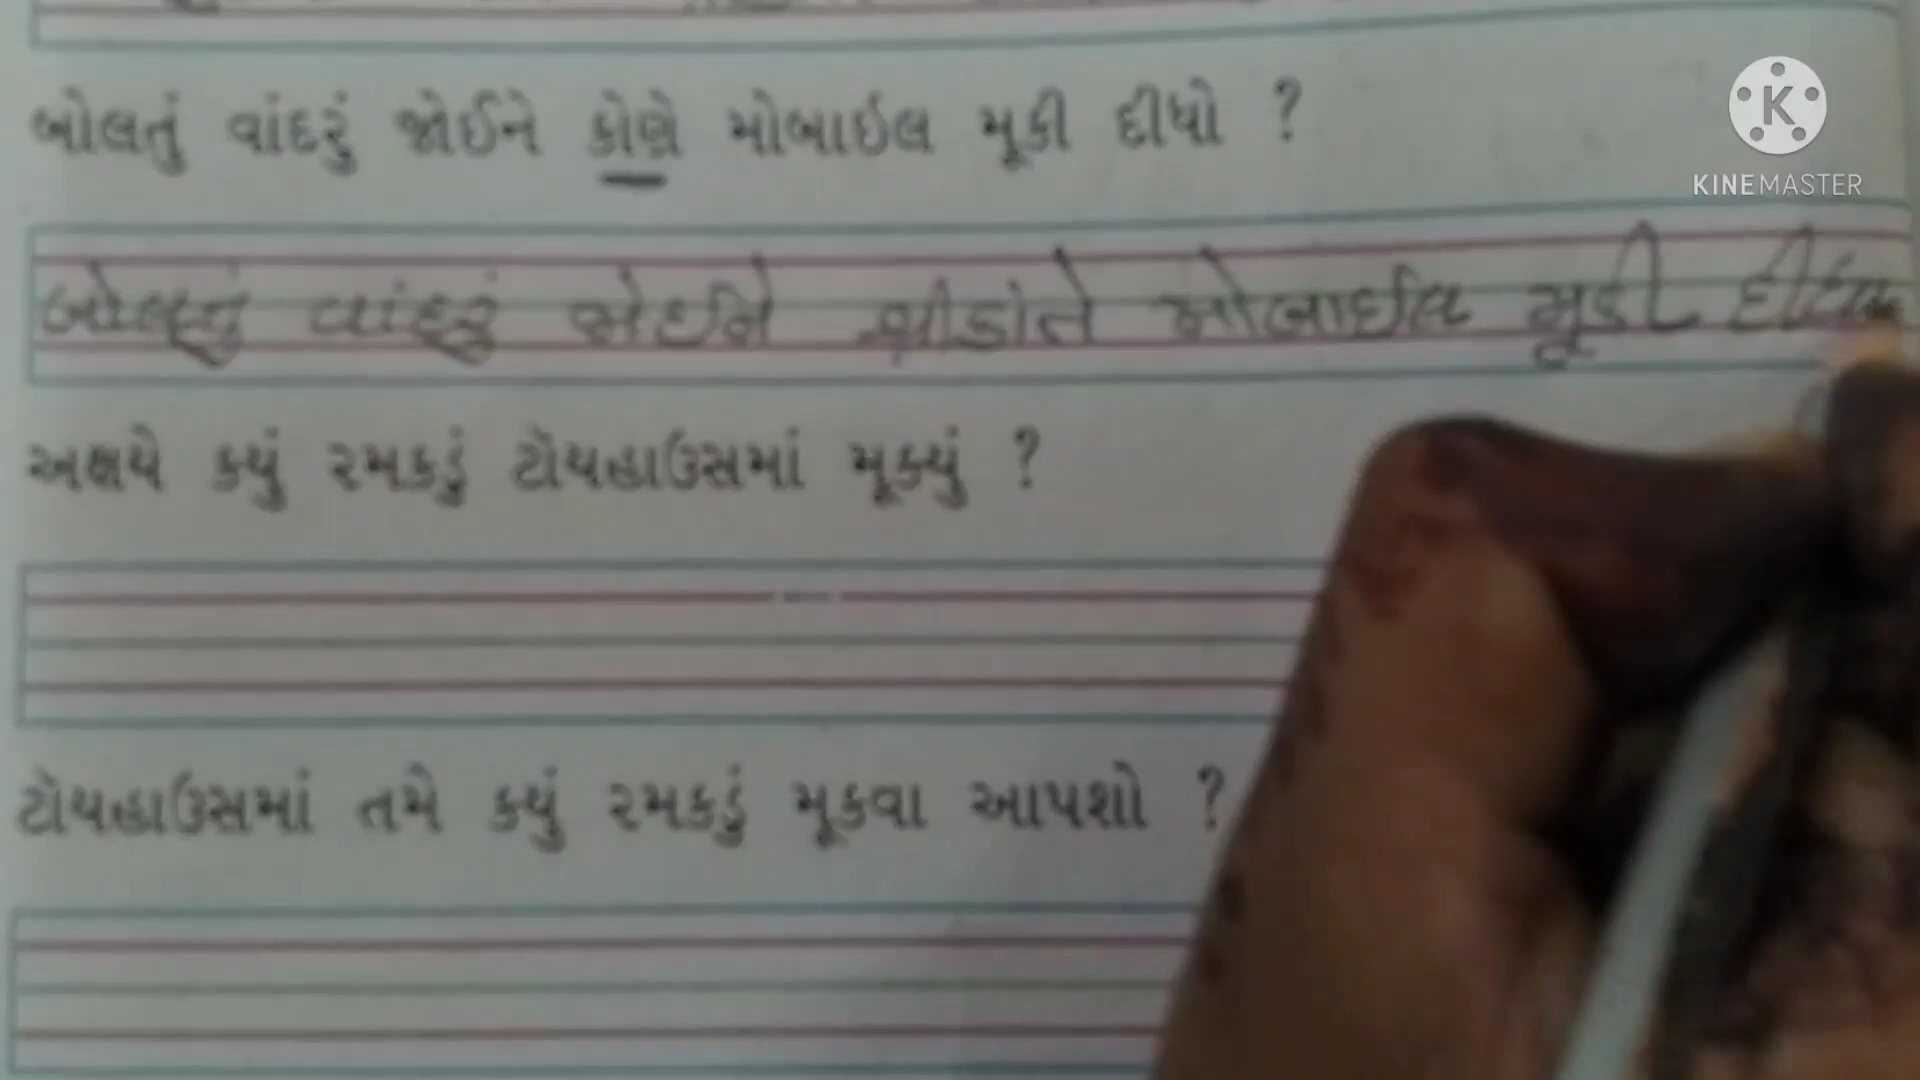 બોલતું વાંદરું જોઈને કોણે મોબાઈલ મૂકી દીધો ?
KINEMASTER
બોલતું વાંદરું જોઈને મોબાઈલ મૂકી
અક્ષયે કયું રમકડું ટૉયહાઉસમાં મૂક્યું ?
ટૉયહાઉસમાં તમે કયું રમકડું મૂકવા આપશો ?